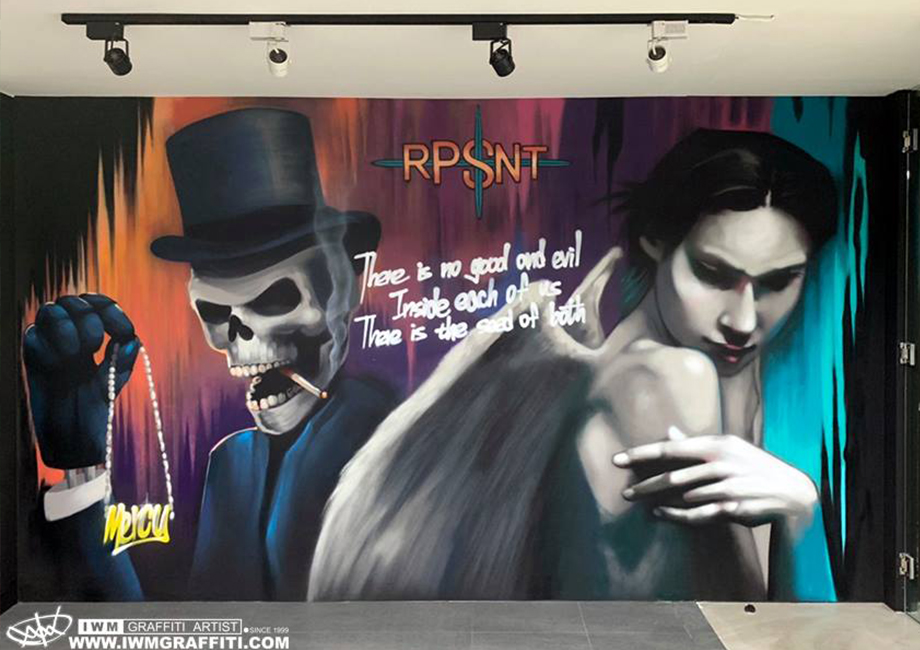 RPSNT
There is no good and evil
Inside each of us
There is the seed of both
Mercy
IWM GRAFFITI ARTIST SINCE 1999
WWW.IWMGRAFFITI.COM